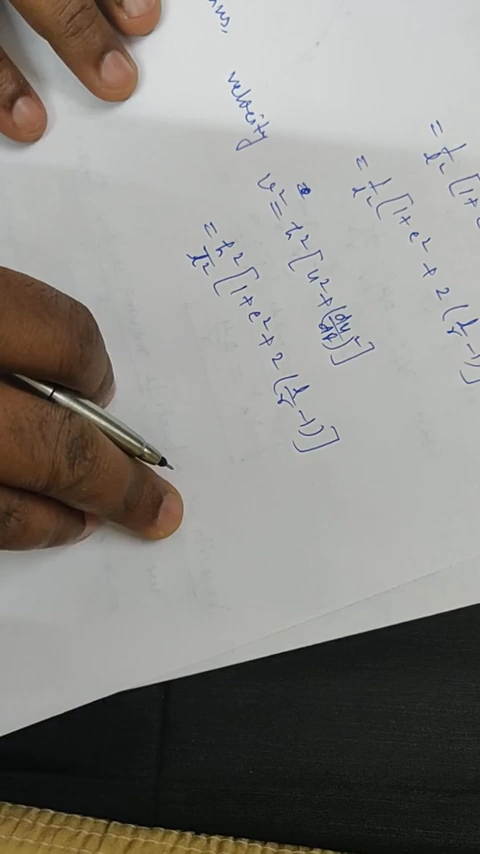 = 1/l² [1 + e
= 1/l² [1 + e² + 2 (l/r - 1)]
velocity
v² = h² [u² + (du/dθ)²]
= h²/l² [1 + e² + 2 (l/r - 1)]